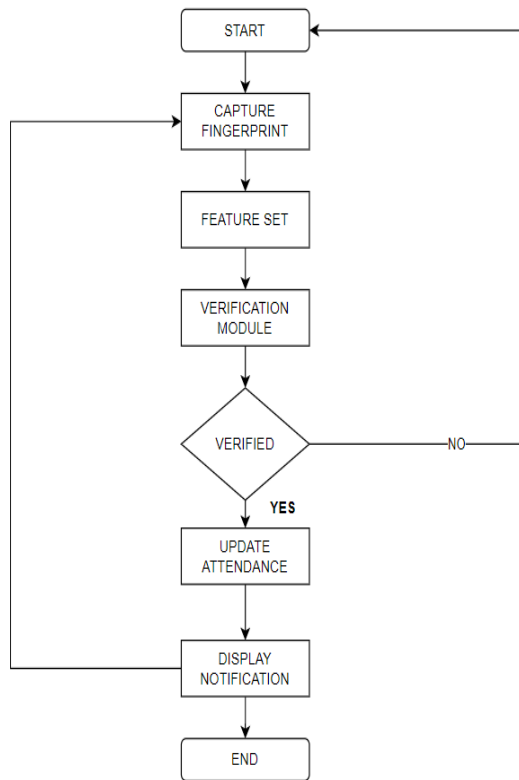 START
CAPTURE
FINGERPRINT
FEATURE SET
VERIFICATION
MODULE
VERIFIED
NO
YES
UPDATE
ATTENDANCE
DISPLAY
NOTIFICATION
END